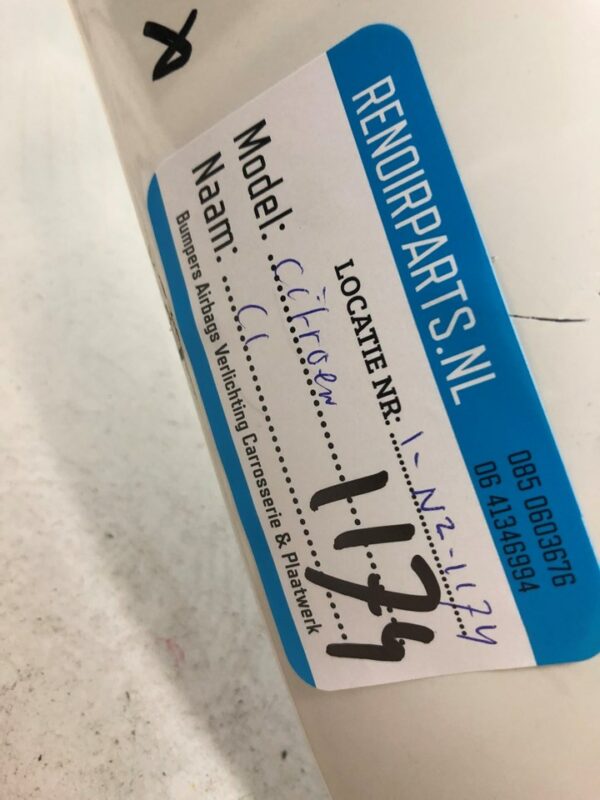 RENOIRPARTS.NL
085 0603676
06 41346994
LOCATIE NR: 1-N2-1174
Model: Citroen
Naam: C1
1174
Bumpers Airbags Verlichting Carrosserie & Plaatwerk